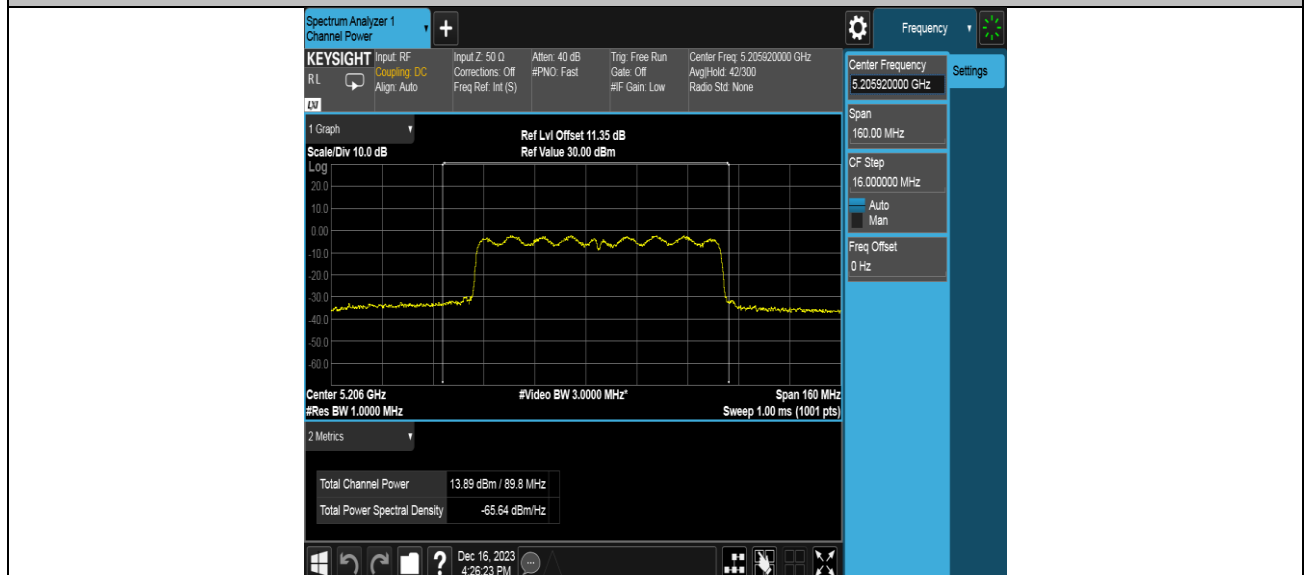 Spectrum Analyzer 1
Channel Power
+
Frequency
KEYSIGHT
RL
LXI
Input: RF
Coupling: DC
Align: Auto
Input Z: 50 Ω
Corrections: Off
Freq Ref: Int (S)
Atten: 40 dB
#PNO: Fast
Trig: Free Run
Gate: Off
#IF Gain: Low
Center Freq: 5.205920000 GHz
Avg|Hold: 42/300
Radio Std: None
Center Frequency
5.205920000 GHz
Settings
Span
160.00 MHz
CF Step
16.000000 MHz
Auto
Man
Freq Offset
0 Hz
1 Graph
Ref Lvl Offset 11.35 dB
Scale/Div 10.0 dB
Ref Value 30.00 dBm
Log
20.0
10.0
0.00
-10.0
-20.0
-30.0
-40.0
-50.0
-60.0
Center 5.206 GHz
#Video BW 3.0000 MHz*
Span 160 MHz
#Res BW 1.0000 MHz
Sweep 1.00 ms (1001 pts)
2 Metrics
Total Channel Power 13.89 dBm / 89.8 MHz
Total Power Spectral Density -65.64 dBm/Hz
?
Dec 16, 2023
4:26:23 PM